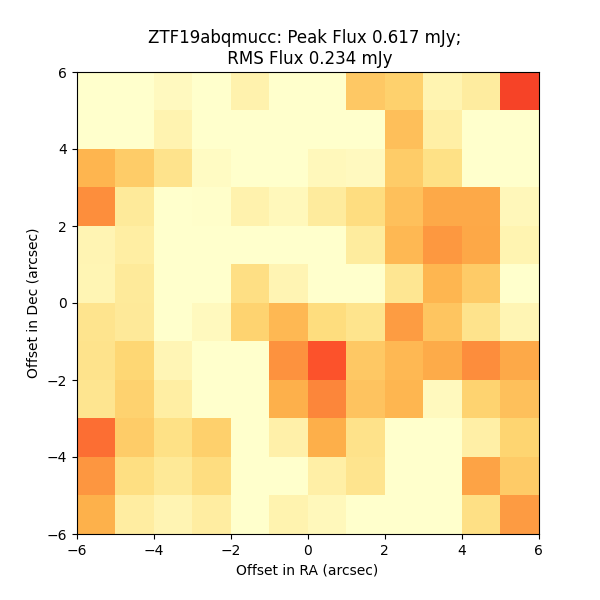 ZTF19abqmucc: Peak Flux 0.617 mJy;
RMS Flux 0.234 mJy
6
4
2
0
−2
−4
−6
Offset in Dec (arcsec)
−6 −4 −2 0 2 4 6
Offset in RA (arcsec)